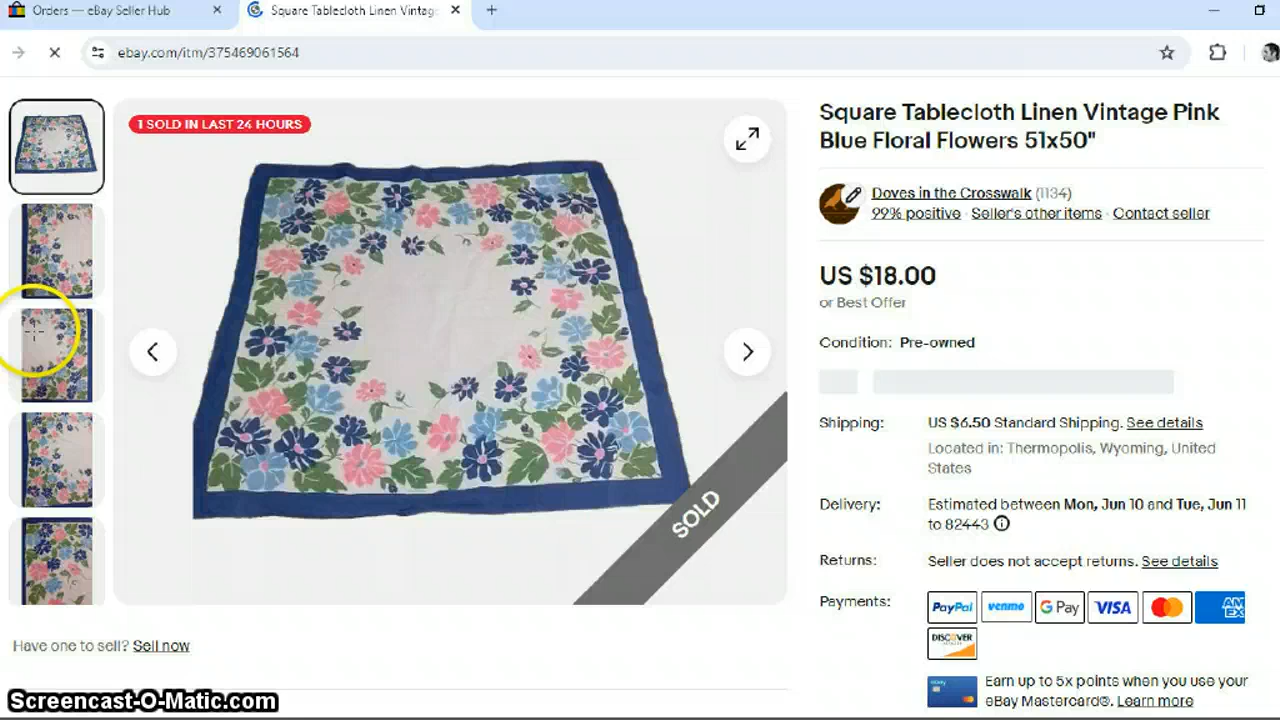 Orders — eBay Seller Hub
Square Tablecloth Linen Vintag
ebay.com/itm/375469061564
1 SOLD IN LAST 24 HOURS
SOLD
Have one to sell? Sell now
Square Tablecloth Linen Vintage Pink
Blue Floral Flowers 51x50"
Doves in the Crosswalk (1134)
99% positive · Seller's other items · Contact seller
US $18.00
or Best Offer
Condition: Pre-owned
Shipping: US $6.50 Standard Shipping. See details
Located in: Thermopolis, Wyoming, United
States
Delivery: Estimated between Mon, Jun 10 and Tue, Jun 11
to 82443
Returns: Seller does not accept returns. See details
Payments: PayPal venmo G Pay VISA AM EX
DISCOVER
Earn up to 5x points when you use your
eBay Mastercard®. Learn more
Screencast-O-Matic.com